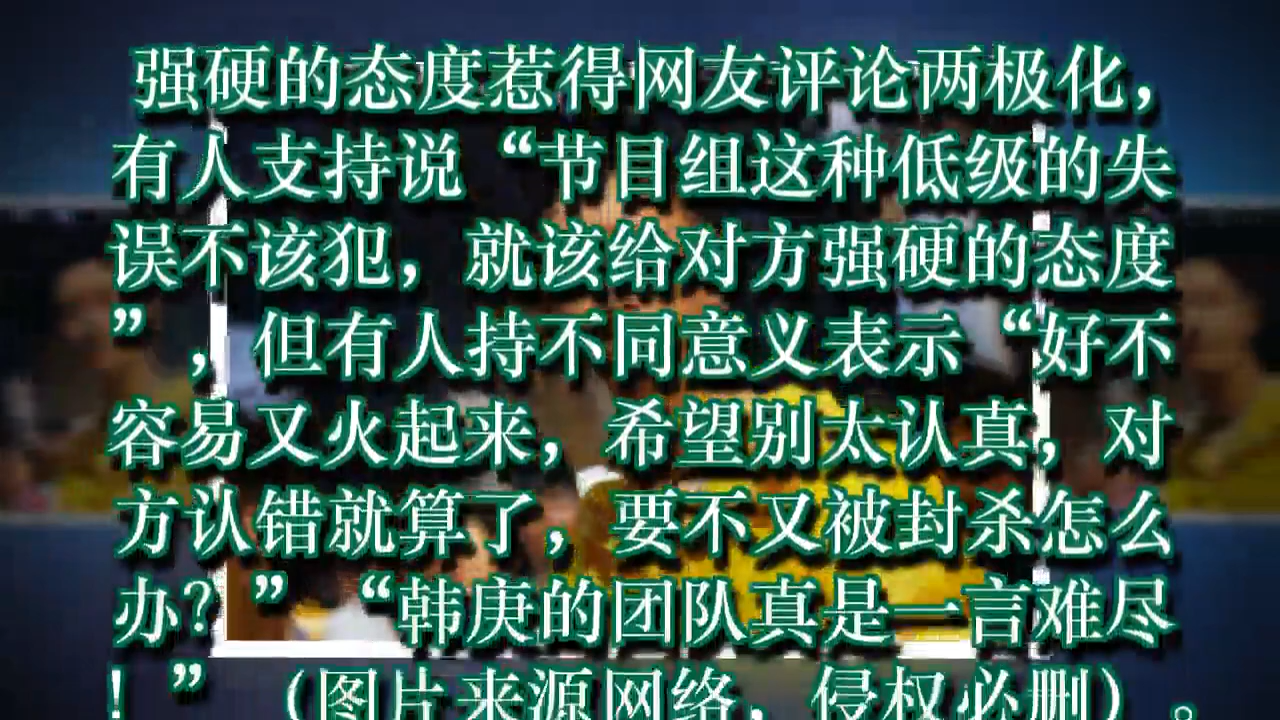 强硬的态度惹得网友评论两极化，
有人支持说“节目组这种低级的失
误不该犯，就该给对方强硬的态度
”，但有人持不同意义表示“好不
容易又火起来，希望别太认真，对
方认错就算了，要不又被封杀怎么
办？”“韩庚的团队真是一言难尽
！”（图片来源网络，侵权必删）。